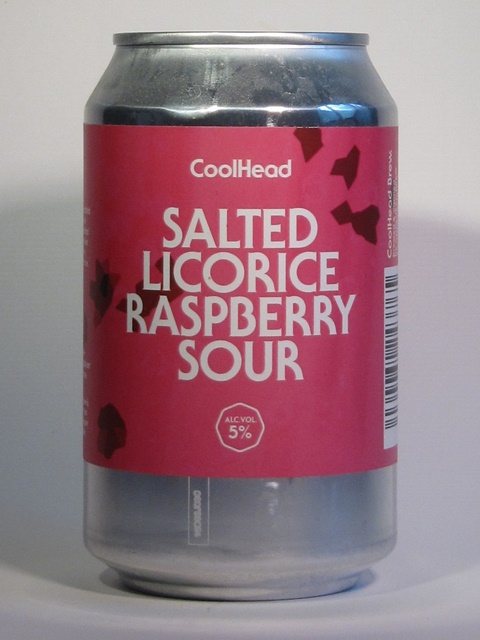 CoolHead
SALTED
LICORICE
RASPBERRY
SOUR
ALC.VOL.
5%
CoolHead Brew